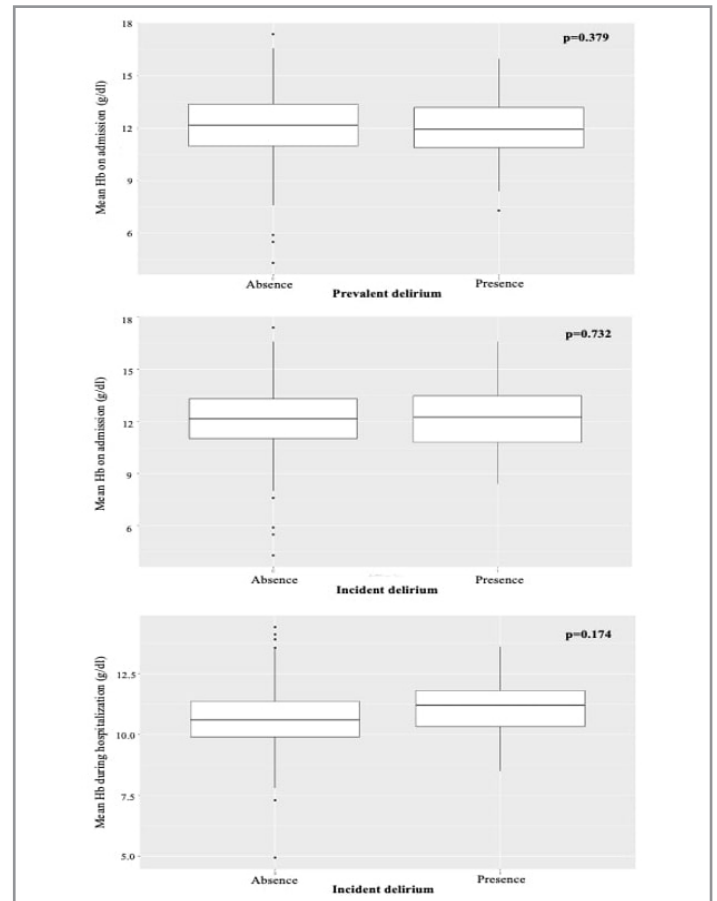 18
p=0.379
15
12
9
6
Mean Hb on admission (g/dl)
Absence
Presence
Prevalent delirium
18
p=0.732
15
12
9
6
Mean Hb on admission (g/dl)
Absence
Presence
Incident delirium
p=0.174
12.5
10.0
7.5
5.0
Mean Hb during hospitalization (g/dl)
Absence
Presence
Incident delirium